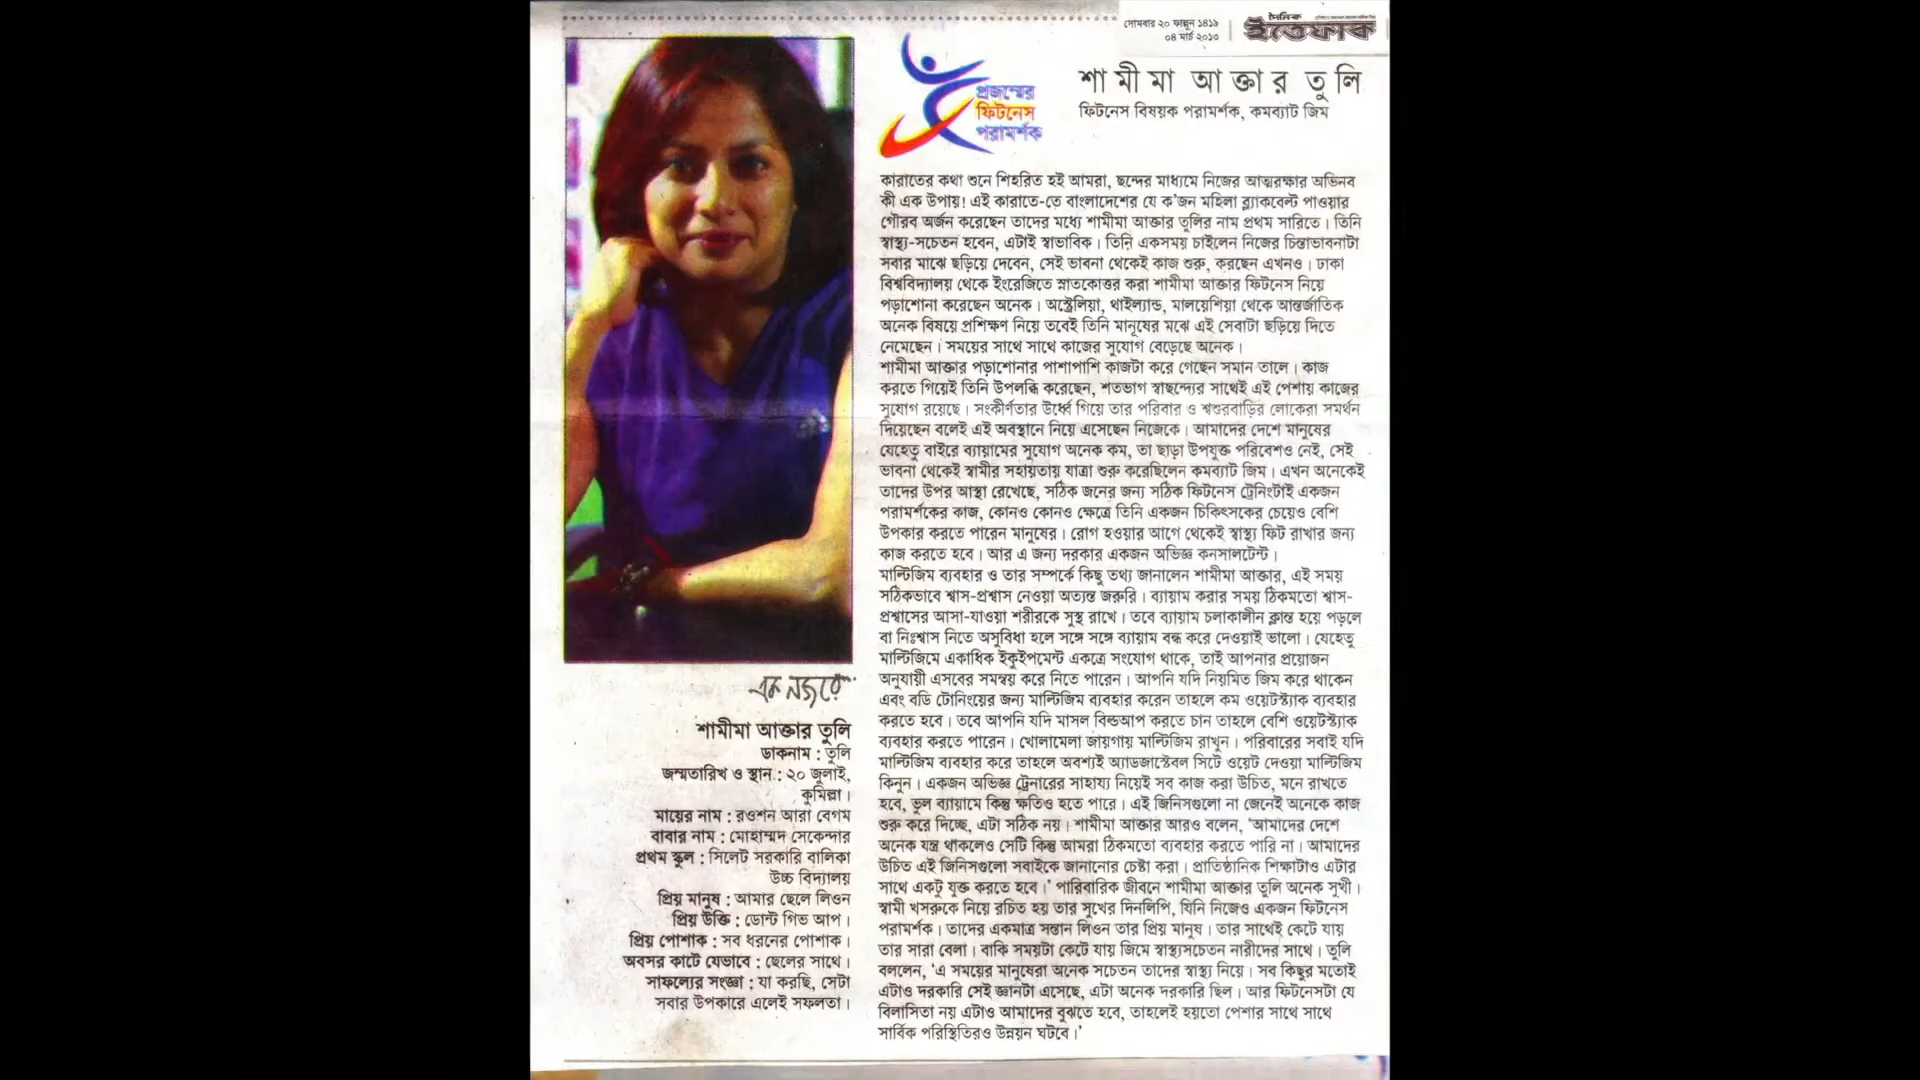 সোমবার ২০ ফাল্গুন ১৪১৯
০৪ মার্চ ২০১৩
দৈনিক
ইত্তেফাক
প্রজন্মের
ফিটনেস
পরামর্শক
শামীমা আক্তার তুলি
ফিটনেস বিষয়ক পরামর্শক, কমব্যাট জিম
কারাতের কথা শুনে শিহরিত হই আমরা, ছন্দের মাধ্যমে নিজের আত্মরক্ষার অভিনব
কী এক উপায়! এই কারাতে-তে বাংলাদেশের যে ক'জন মহিলা ব্ল্যাকবেল্ট পাওয়ার
গৌরব অর্জন করেছেন তাদের মধ্যে শামীমা আক্তার তুলির নাম প্রথম সারিতে। তিনি
স্বাস্থ্য-সচেতন হবেন, এটাই স্বাভাবিক। তিনি একসময় চাইলেন নিজের চিন্তাভাবনাটা
সবার মাঝে ছড়িয়ে দেবেন, সেই ভাবনা থেকেই কাজ শুরু, করছেন এখনও। ঢাকা
বিশ্ববিদ্যালয় থেকে ইংরেজিতে স্নাতকোত্তর করা শামীমা আক্তার ফিটনেস নিয়ে
পড়াশোনা করেছেন অনেক। অস্ট্রেলিয়া, থাইল্যান্ড, মালয়েশিয়া থেকে আন্তর্জাতিক
অনেক বিষয়ে প্রশিক্ষণ নিয়ে তবেই তিনি মানুষের মঝে এই সেবাটা ছড়িয়ে দিতে
নেমেছেন। সময়ের সাথে সাথে কাজের সুযোগ বেড়েছে অনেক।
শামীমা আক্তার পড়াশোনার পাশাপাশি কাজটা করে গেছেন সমান তালে। কাজ
করতে গিয়েই তিনি উপলব্ধি করেছেন, শতভাগ স্বাছন্দ্যের সাথেই এই পেশায় কাজের
সুযোগ রয়েছে। সংকীর্ণতার উর্ধ্বে গিয়ে তার পরিবার ও শ্বশুরবাড়ির লোকেরা সমর্থন
দিয়েছেন বলেই এই অবস্থানে নিয়ে এসেছেন নিজেকে। আমাদের দেশে মানুষের
যেহেতু বাইরে ব্যায়ামের সুযোগ অনেক কম, তা ছাড়া উপযুক্ত পরিবেশও নেই, সেই
ভাবনা থেকেই স্বামীর সহায়তায় যাত্রা শুরু করেছিলেন কমব্যাট জিম। এখন অনেকেই
তাদের উপর আস্থা রেখেছে, সঠিক জনের জন্য সঠিক ফিটনেস ট্রেনিংটাই একজন
পরামর্শকের কাজ, কোনও কোনও ক্ষেত্রে তিনি একজন চিকিৎসকের চেয়েও বেশি
উপকার করতে পারেন মানুষের। রোগ হওয়ার আগে থেকেই স্বাস্থ্য ফিট রাখার জন্য
কাজ করতে হবে। আর এ জন্য দরকার একজন অভিজ্ঞ কনসালটেন্ট।
মাল্টিজিম ব্যবহার ও তার সম্পর্কে কিছু তথ্য জানালেন শামীমা আক্তার, এই সময়
সঠিকভাবে শ্বাস-প্রশ্বাস নেওয়া অত্যন্ত জরুরি। ব্যায়াম করার সময় ঠিকমতো শ্বাস-
প্রশ্বাসের আসা-যাওয়া শরীরকে সুস্থ রাখে। তবে ব্যায়াম চলাকালীন ক্লান্ত হয়ে পড়লে
বা নিঃশ্বাস নিতে অসুবিধা হলে সঙ্গে সঙ্গে ব্যায়াম বন্ধ করে দেওয়াই ভালো। যেহেতু
মাল্টিজিমে একাধিক ইকুইপমেন্ট একত্রে সংযোগ থাকে, তাই আপনার প্রয়োজন
অনুযায়ী এসবের সমন্বয় করে নিতে পারেন। আপনি যদি নিয়মিত জিম করে থাকেন
এবং বডি টোনিংয়ের জন্য মাল্টিজিম ব্যবহার করেন তাহলে কম ওয়েটস্ট্যাক ব্যবহার
করতে হবে। তবে আপনি যদি মাসল বিল্ডআপ করতে চান তাহলে বেশি ওয়েটস্ট্যাক
ব্যবহার করতে পারেন। খোলামেলা জায়গায় মাল্টিজিম রাখুন। পরিবারের সবাই যদি
মাল্টিজিম ব্যবহার করে তাহলে অবশ্যই অ্যাডজাস্টেবল সিটে ওয়েট দেওয়া মাল্টিজিম
কিনুন। একজন অভিজ্ঞ ট্রেনারের সাহায্য নিয়েই সব কাজ করা উচিত, মনে রাখতে
হবে, ভুল ব্যায়ামে কিন্তু ক্ষতিও হতে পারে। এই জিনিসগুলো না জেনেই অনেকে কাজ
শুরু করে দিচ্ছে, এটা সঠিক নয়। শামীমা আক্তার আরও বলেন, 'আমাদের দেশে
অনেক যন্ত্র থাকলেও সেটি কিন্তু আমরা ঠিকমতো ব্যবহার করতে পারি না। আমাদের
উচিত এই জিনিসগুলো সবাইকে জানানোর চেষ্টা করা। প্রাতিষ্ঠানিক শিক্ষাটাও এটার
সাথে একটু যুক্ত করতে হবে।' পারিবারিক জীবনে শামীমা আক্তার তুলি অনেক সুখী।
স্বামী খসরুকে নিয়ে রচিত হয় তার সুখের দিনলিপি, যিনি নিজেও একজন ফিটনেস
পরামর্শক। তাদের একমাত্র সন্তান লিওন তার প্রিয় মানুষ। তার সাথেই কেটে যায়
তার সারা বেলা। বাকি সময়টা কেটে যায় জিমে স্বাস্থ্যসচেতন নারীদের সাথে। তুলি
বললেন, 'এ সময়ের মানুষেরা অনেক সচেতন তাদের স্বাস্থ্য নিয়ে। সব কিছুর মতোই
এটাও দরকারি সেই জ্ঞানটা এসেছে, এটা অনেক দরকারি ছিল। আর ফিটনেসটা যে
বিলাসিতা নয় এটাও আমাদের বুঝতে হবে, তাহলেই হয়তো পেশার সাথে সাথে
সার্বিক পরিস্থিতিরও উন্নয়ন ঘটবে।'
এক নজরে
শামীমা আক্তার তুলি
ডাকনাম : তুলি
জন্মতারিখ ও স্থান : ২০ জুলাই,
কুমিল্লা।
মায়ের নাম : রওশন আরা বেগম
বাবার নাম : মোহাম্মদ সেকেন্দার
প্রথম স্কুল : সিলেট সরকারি বালিকা
উচ্চ বিদ্যালয়
প্রিয় মানুষ : আমার ছেলে লিওন
প্রিয় উক্তি : ডোন্ট গিভ আপ।
প্রিয় পোশাক : সব ধরনের পোশাক।
অবসর কাটে যেভাবে : ছেলের সাথে।
সাফল্যের সংজ্ঞা : যা করছি, সেটা
সবার উপকারে এলেই সফলতা।